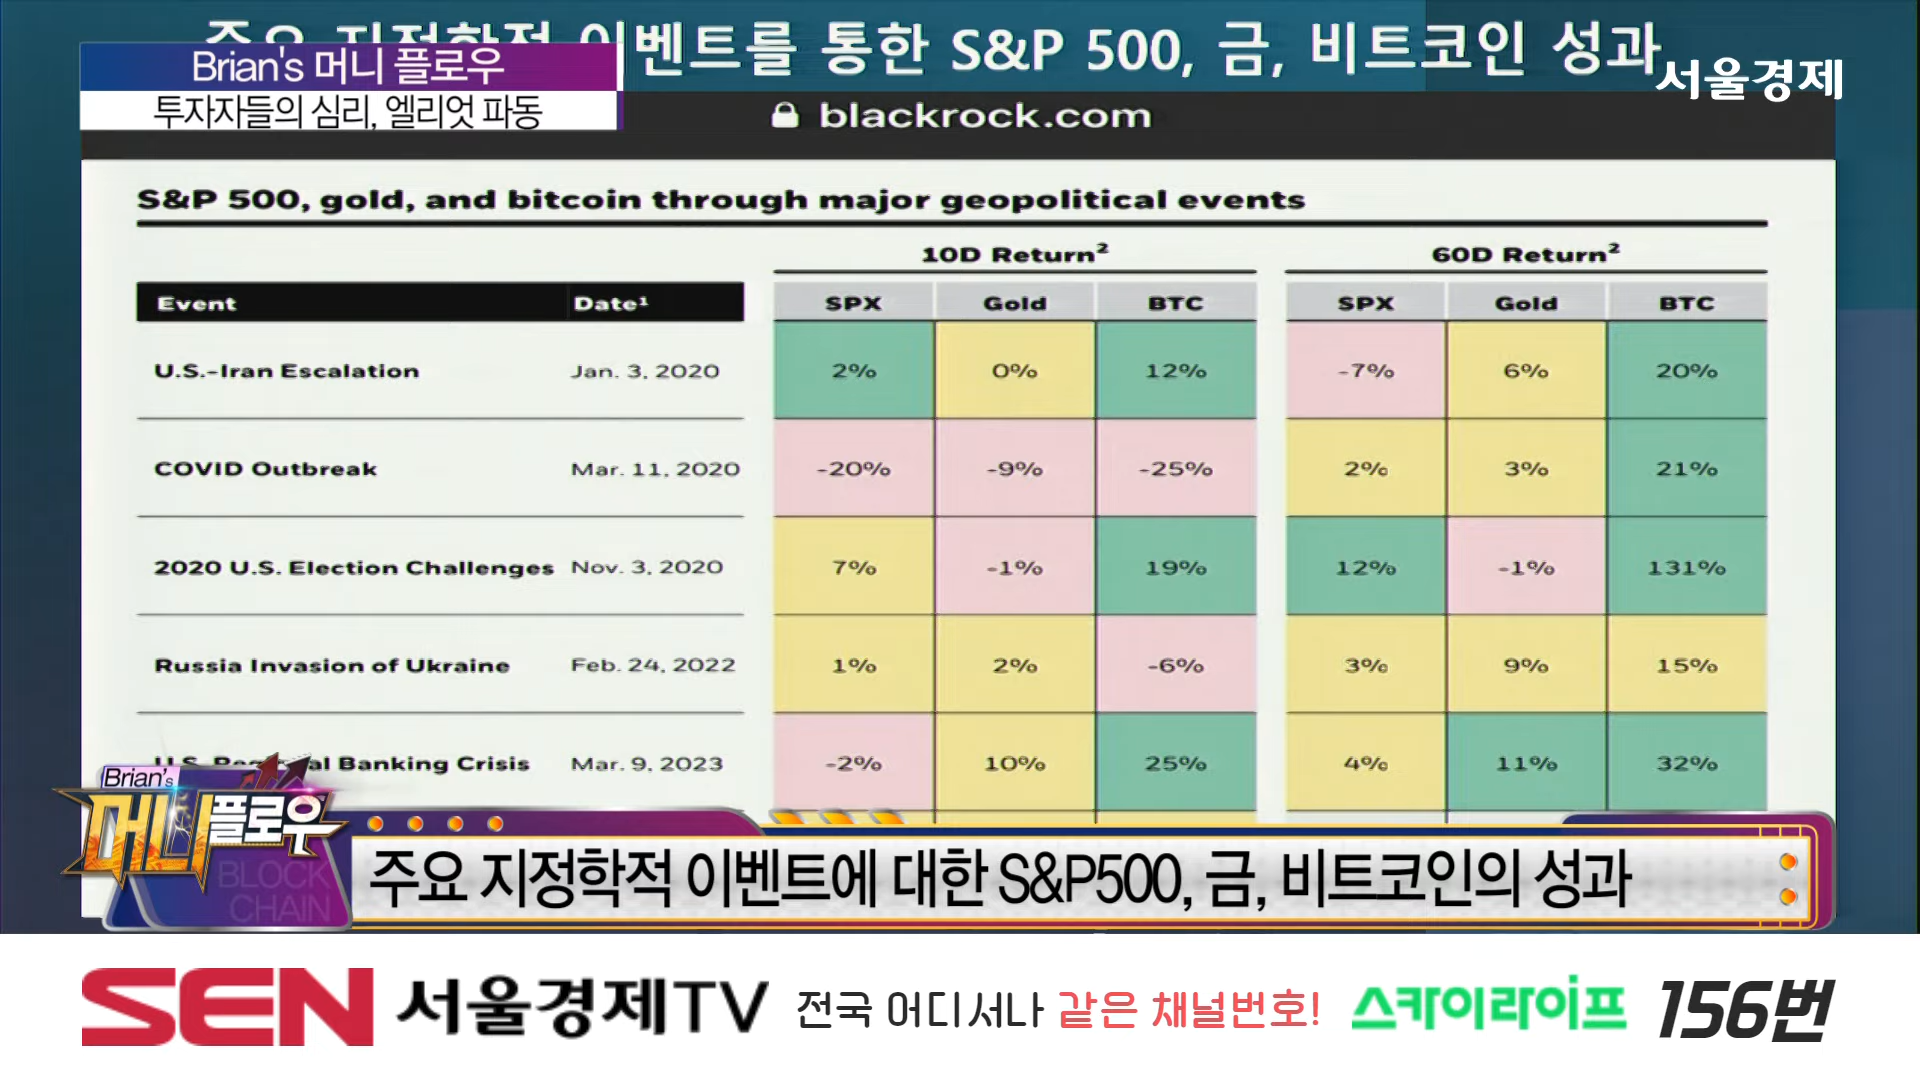 이벤트를 통한 S&P 500, 금, 비트코인 성과
Brian's 머니 플로우
투자자들의 심리, 엘리엇 파동
서울경제
blackrock.com
S&P 500, gold, and bitcoin through major geopolitical events
10D Return² 60D Return²
Event Date¹ SPX Gold BTC SPX Gold BTC
U.S.-Iran Escalation Jan. 3, 2020 2% 0% 12% -7% 6% 20%
COVID Outbreak Mar. 11, 2020 -20% -9% -25% 2% 3% 21%
2020 U.S. Election Challenges Nov. 3, 2020 7% -1% 19% 12% -1% 131%
Russia Invasion of Ukraine Feb. 24, 2022 1% 2% -6% 3% 9% 15%
U.S. Banking Crisis Mar. 9, 2023 -2% 10% 25% 4% 11% 32%
Brian's
머니플로우
BLOCK
CHAIN
주요 지정학적 이벤트에 대한 S&P500, 금, 비트코인의 성과
SEN 서울경제TV 전국 어디서나 같은 채널번호! 스카이라이프 156번